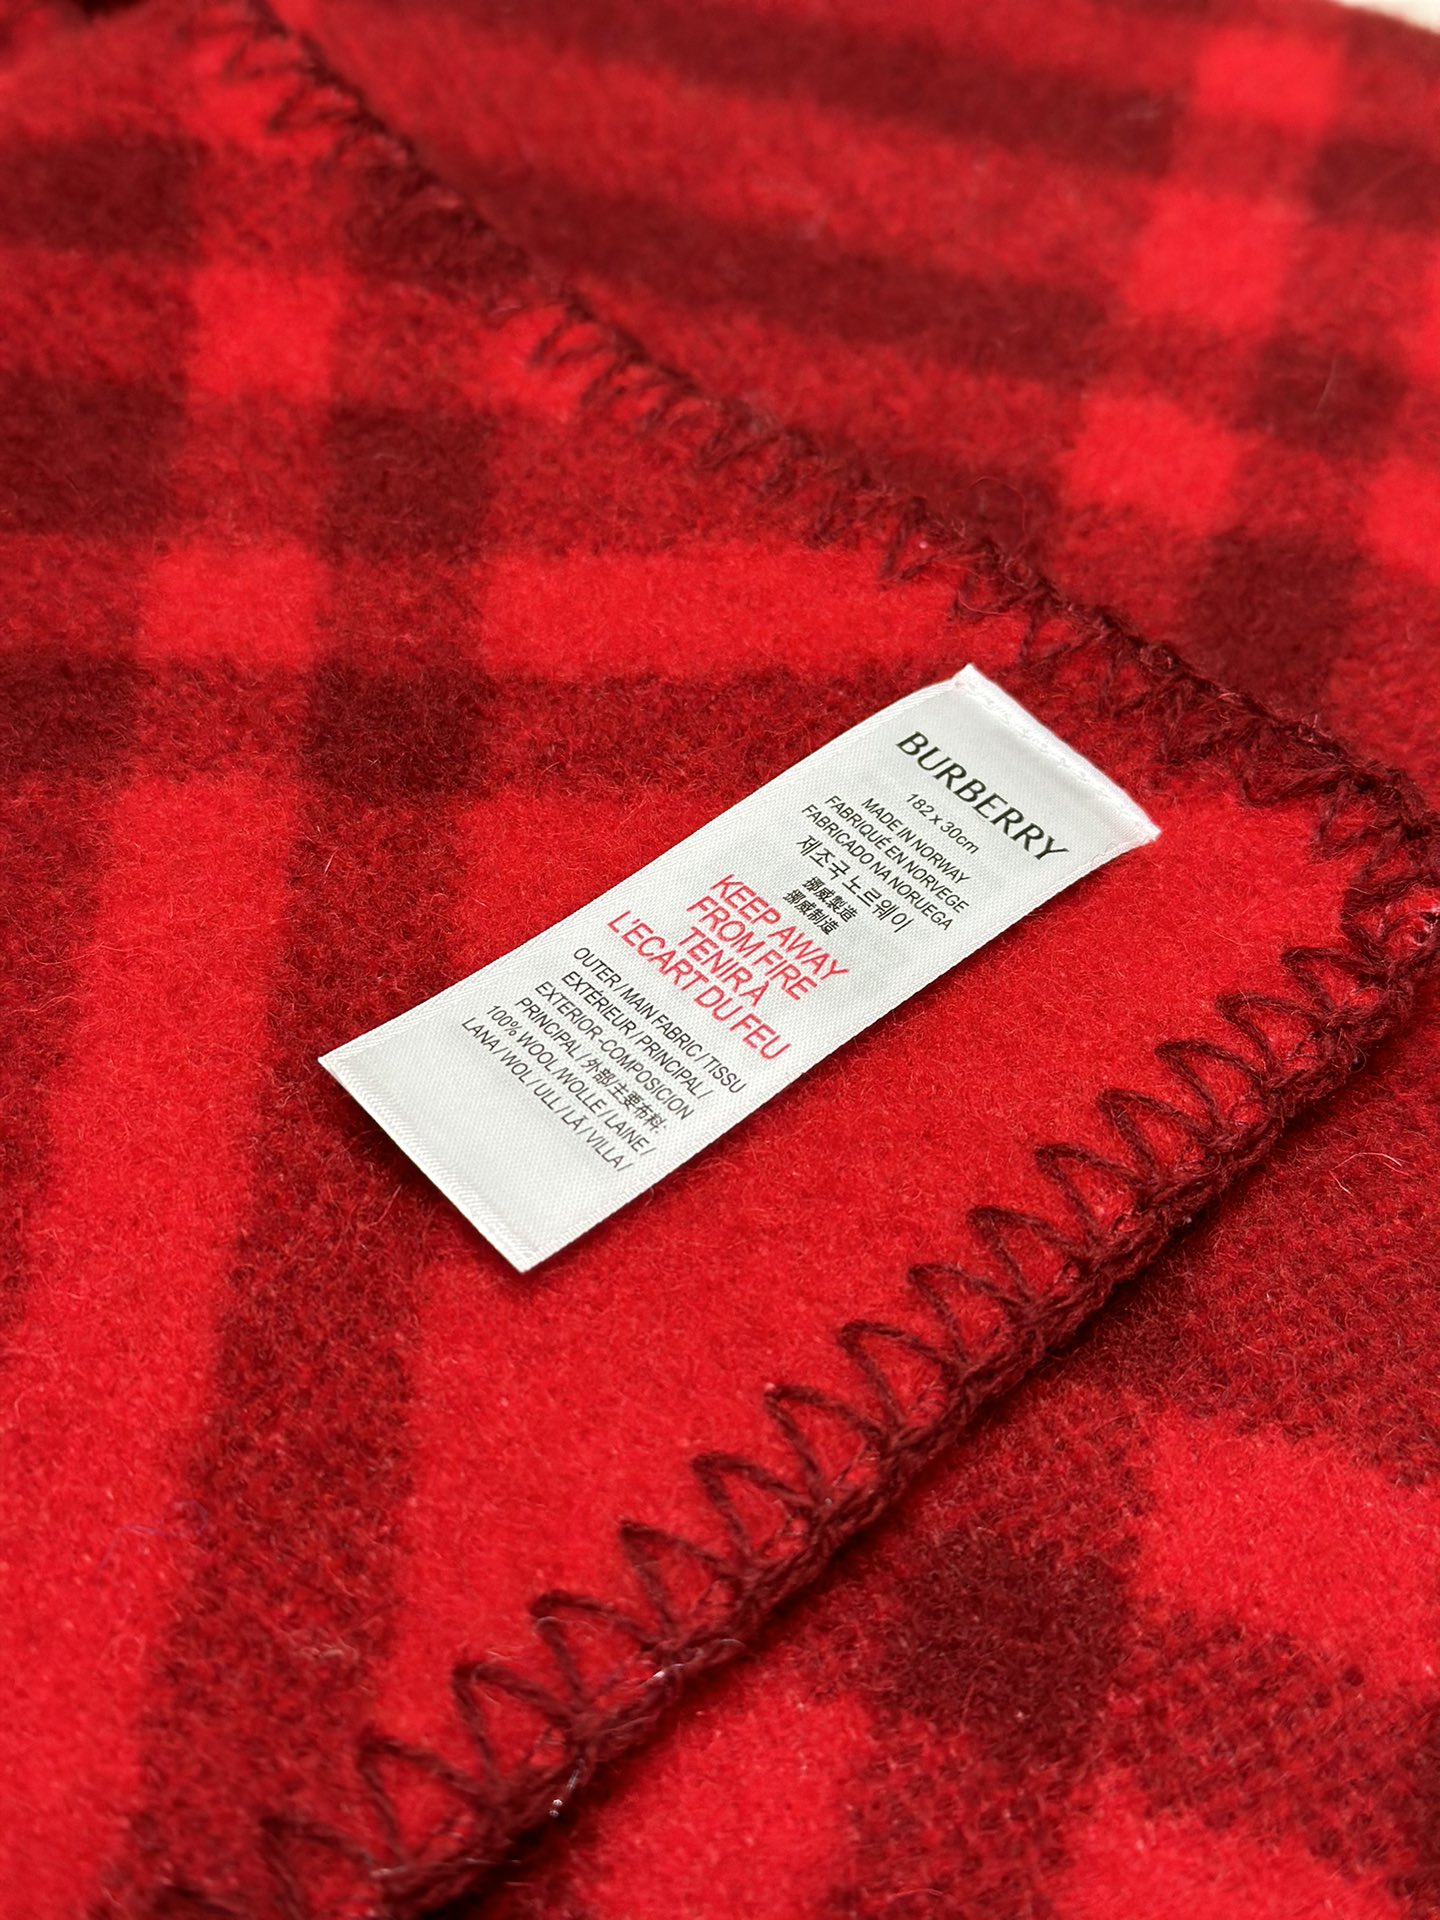 BURBERRY
182 x 30cm
MADE IN NORWAY
FABRIQUÉ EN NORVEGE
FABRICADO NA NORUEGA
제조국 노르웨이
挪威製造
挪威制造
KEEP AWAY
FROM FIRE
TENIR À
L'ECART DU FEU
OUTER / MAIN FABRIC / TISSU
EXTERIEUR / PRINCIPAL /
EXTERIOR-COMPOSICION
PRINCIPAL / 外部/主要布料:
100% WOOL / WOLLE / LAINE /
LANA / WOL / ULL / LÃ / VILLA /